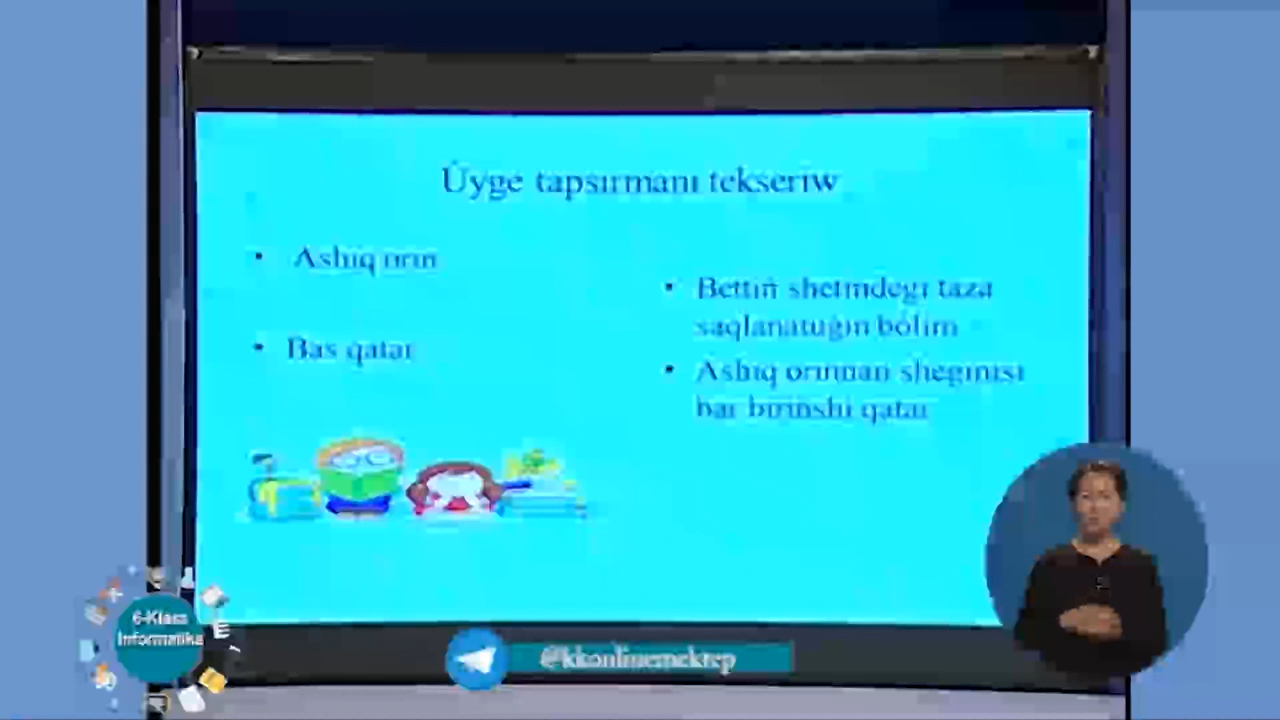 Úyge tapsırmanı tekseriw
Ashıq orın
Bas qatar
Bettiń shetindegi taza
saqlanatuģın bólim
Ashıq orınnan sheginisi
bar birinshi qatar
6-Klass
Informatika
@kkonlinemektep